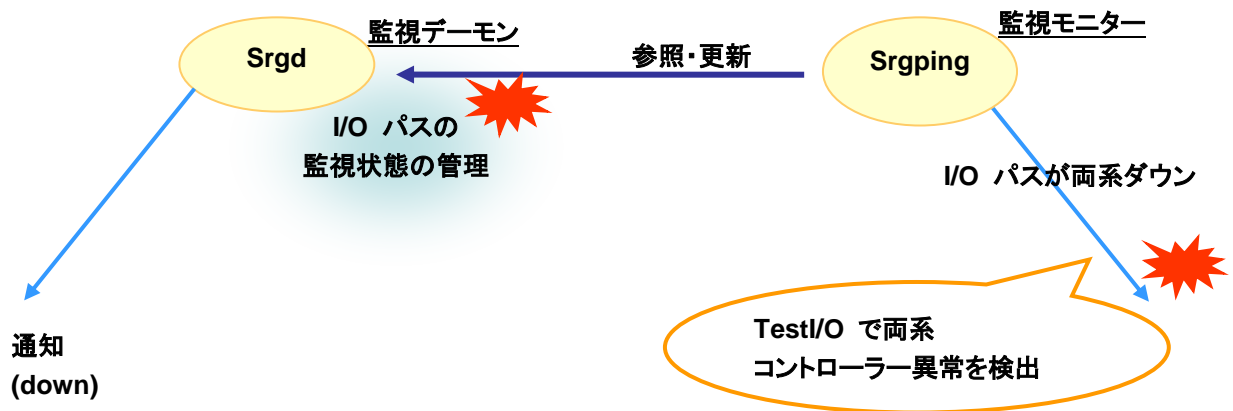 Srgd
監視デーモン
参照・更新
Srgping
監視モニター
I/O パスの
監視状態の管理
I/O パスが両系ダウン
TestI/O で両系
コントローラー異常を検出
通知
(down)